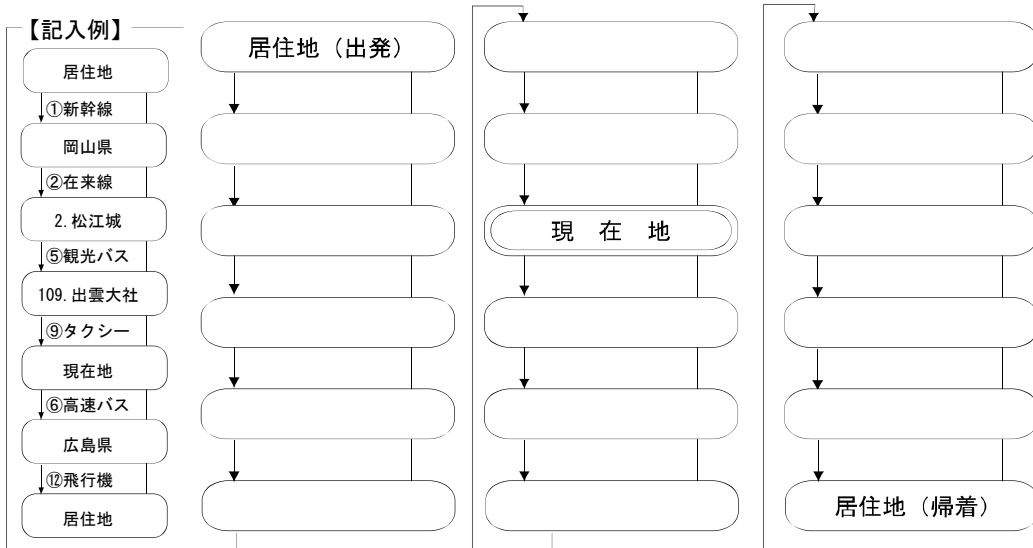 【記入例】
居住地
①新幹線
岡山県
②在来線
2.松江城
⑤観光バス
109.出雲大社
⑨タクシー
現在地
⑥高速バス
広島県
⑫飛行機
居住地
居住地（出発）
現 在 地
居住地（帰着）